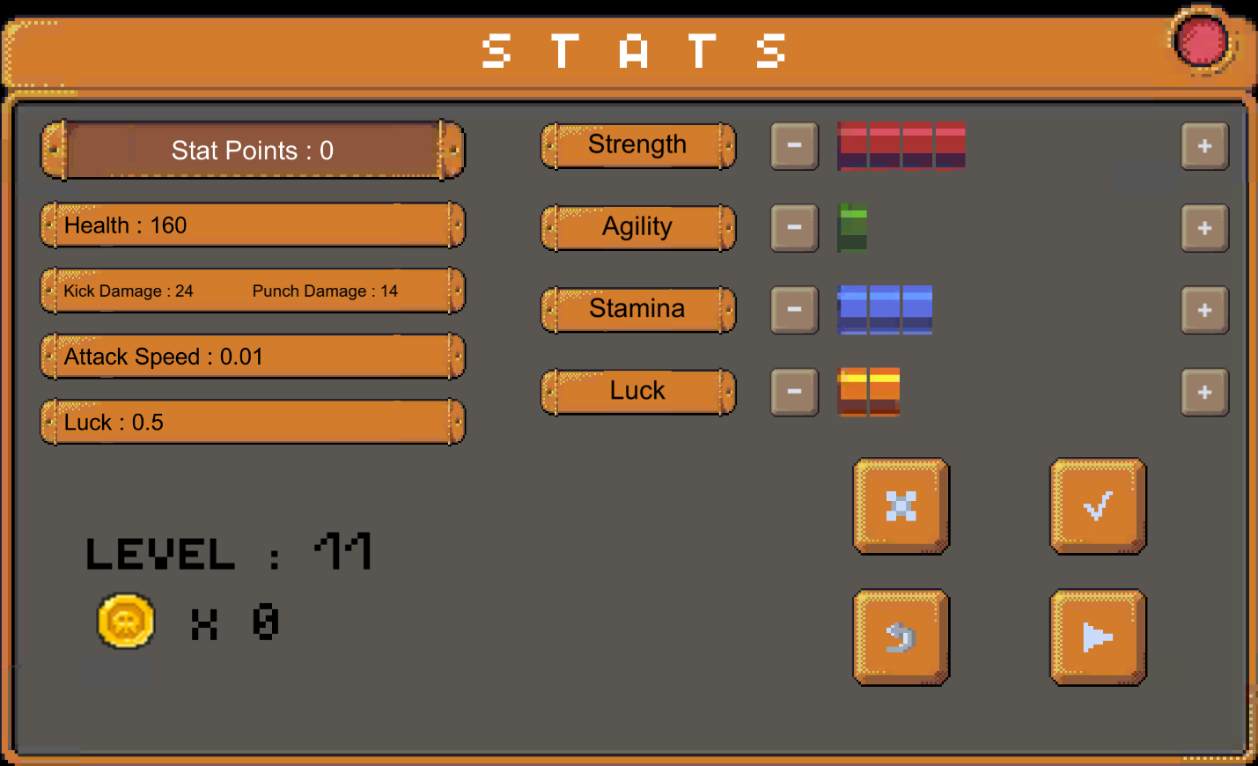 S T A T S
Stat Points : 0
Health : 160
Kick Damage : 24 Punch Damage : 14
Attack Speed : 0.01
Luck : 0.5
Strength - +
Agility - +
Stamina - +
Luck - +
LEVEL : 11
x 0